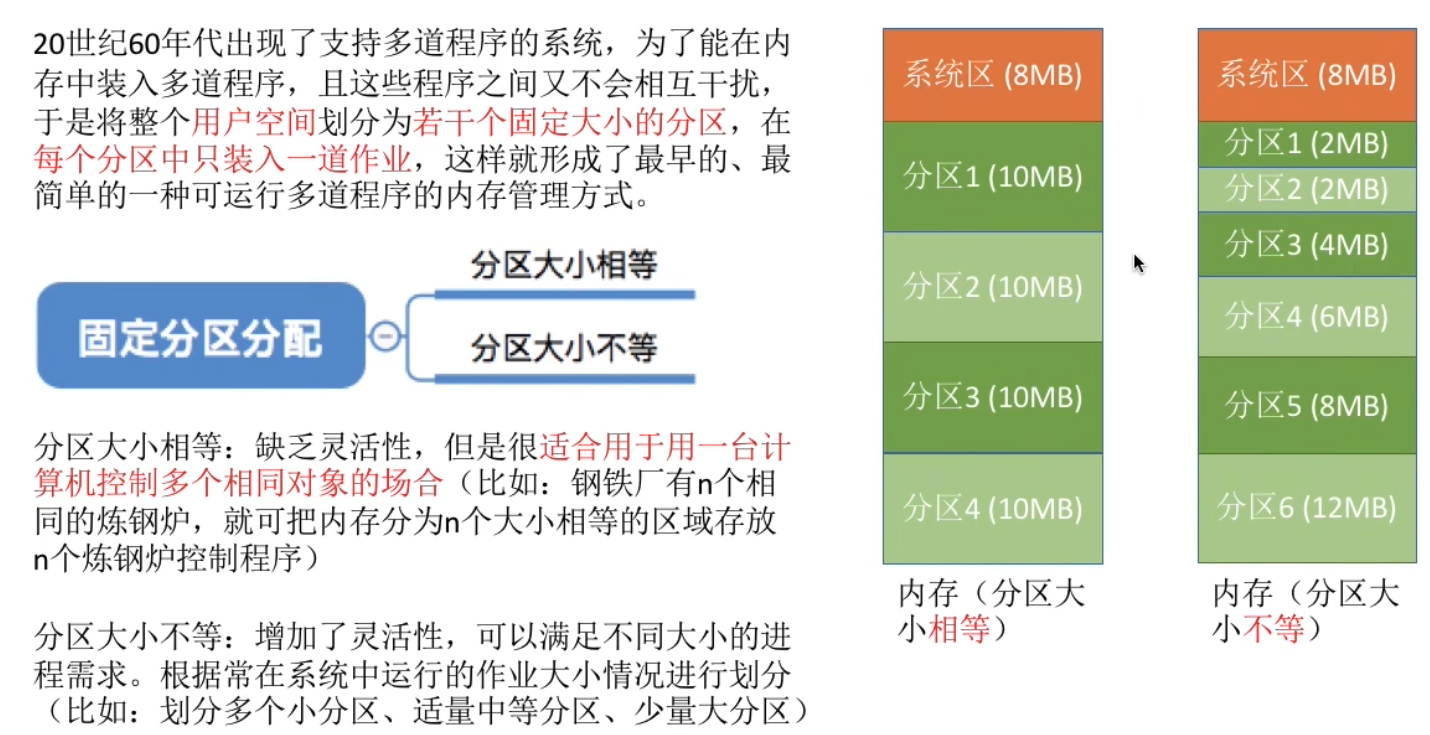 20世纪60年代出现了支持多道程序的系统，为了能在内
存中装入多道程序，且这些程序之间又不会相互干扰，
于是将整个用户空间划分为若干个固定大小的分区，在
每个分区中只装入一道作业，这样就形成了最早的、最
简单的一种可运行多道程序的内存管理方式。
固定分区分配
分区大小相等
分区大小不等
分区大小相等：缺乏灵活性，但是很适合用于用一台计
算机控制多个相同对象的场合（比如：钢铁厂有n个相
同的炼钢炉，就可把内存分为n个大小相等的区域存放
n个炼钢炉控制程序）
分区大小不等：增加了灵活性，可以满足不同大小的进
程需求。根据常在系统中运行的作业大小情况进行划分
（比如：划分多个小分区、适量中等分区、少量大分区）
系统区 (8MB)
分区1 (10MB)
分区2 (10MB)
分区3 (10MB)
分区4 (10MB)
内存（分区大
小相等）
系统区 (8MB)
分区1 (2MB)
分区2 (2MB)
分区3 (4MB)
分区4 (6MB)
分区5 (8MB)
分区6 (12MB)
内存（分区大
小不等）